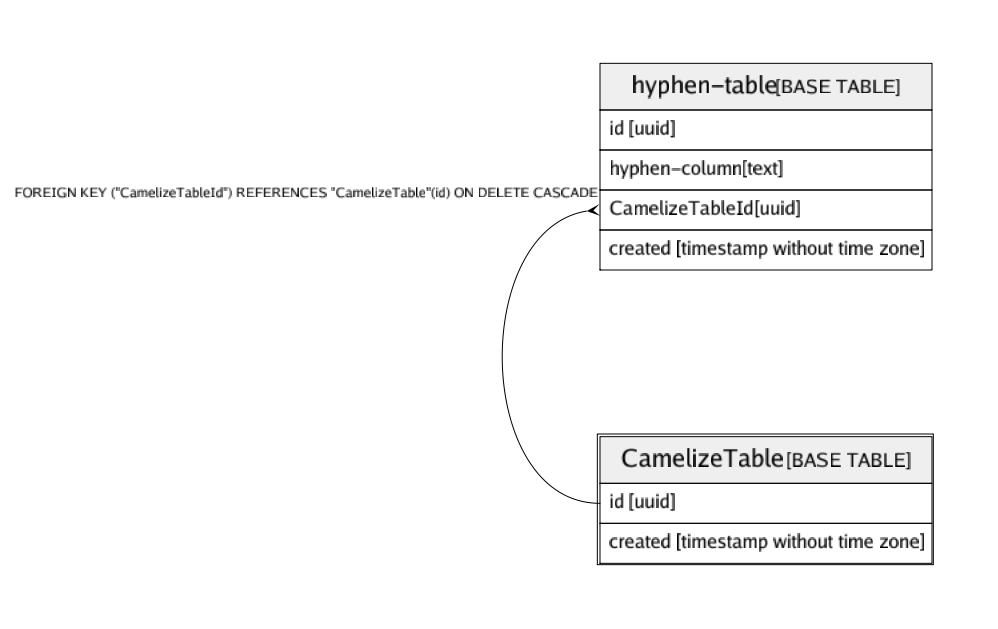 hyphen-table[BASE TABLE]
id [uuid]
hyphen-column[text]
FOREIGN KEY ("CamelizeTableId") REFERENCES "CamelizeTable"(id) ON DELETE CASCADE
CamelizeTableId[uuid]
created [timestamp without time zone]
CamelizeTable[BASE TABLE]
id [uuid]
created [timestamp without time zone]